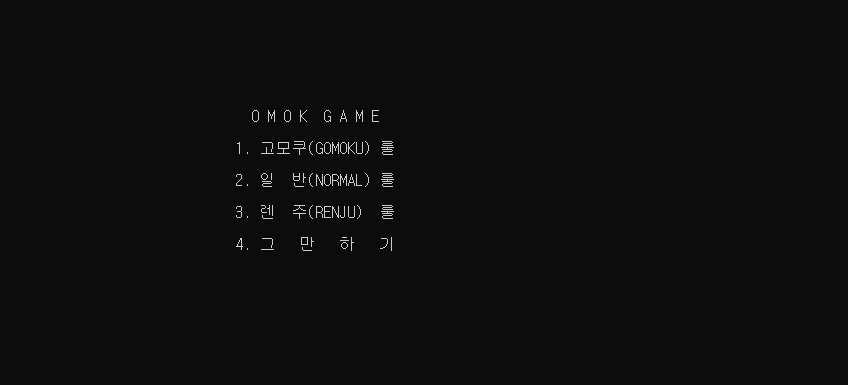 O M O K  G A M E
1. 고모쿠(GOMOKU) 룰
2. 일  반(NORMAL) 룰
3. 렌  주(RENJU)  룰
4. 그   만   하   기